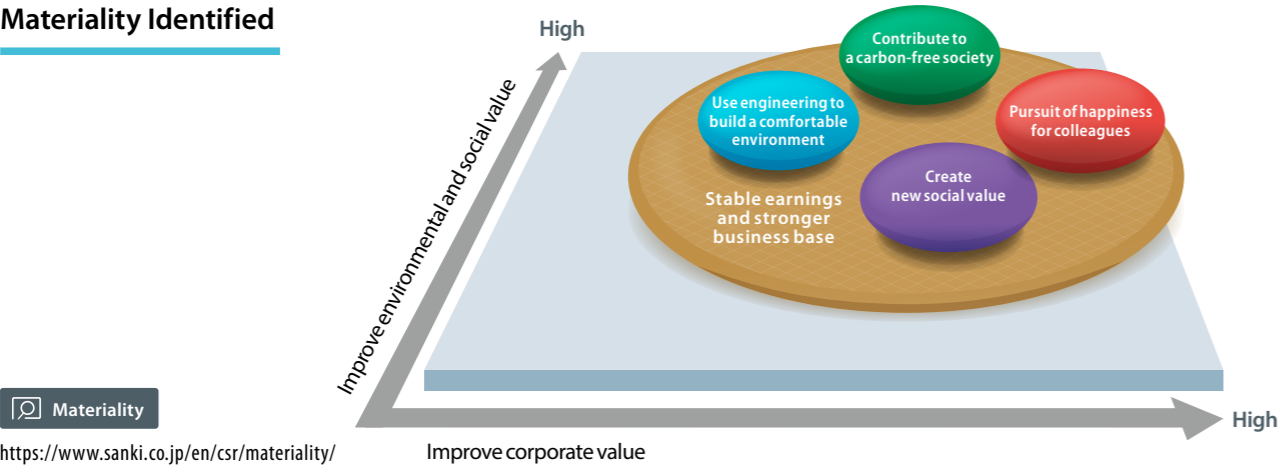 Materiality Identified
High
Contribute to
a carbon-free society
Use engineering to
build a comfortable
environment
Pursuit of happiness
for colleagues
Create
new social value
Stable earnings
and stronger
business base
Improve environmental and social value
Materiality
https://www.sanki.co.jp/en/csr/materiality/
Improve corporate value
High